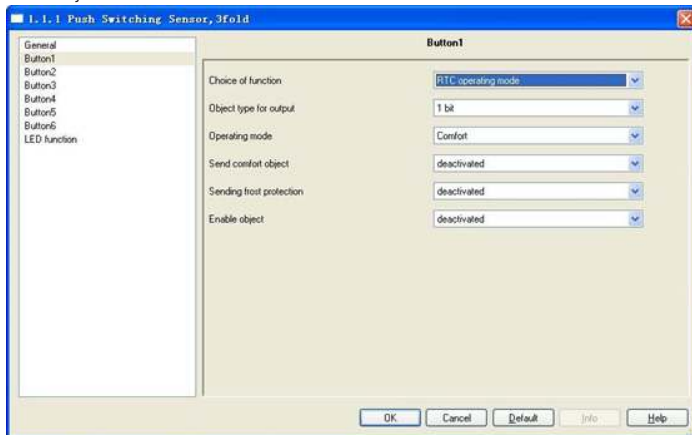 1.1.1 Push Switching Sensor,3fold
General
Button1
Button2
Button3
Button4
Button5
Button6
LED function
Button1
Choice of function
RTC operating mode
Object type for output
1 bit
Operating mode
Comfort
Send comfort object
deactivated
Sending frost protection
deactivated
Enable object
deactivated
OK
Cancel
Default
Info
Help